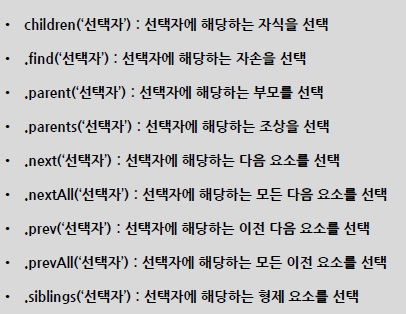 • children(‘선택자’) : 선택자에 해당하는 자식을 선택
• .find(‘선택자’) : 선택자에 해당하는 자손을 선택
• .parent(‘선택자’) : 선택자에 해당하는 부모를 선택
• .parents(‘선택자’) : 선택자에 해당하는 조상을 선택
• .next(‘선택자’) : 선택자에 해당하는 다음 요소를 선택
• .nextAll(‘선택자’) : 선택자에 해당하는 모든 다음 요소를 선택
• .prev(‘선택자’) : 선택자에 해당하는 이전 다음 요소를 선택
• .prevAll(‘선택자’) : 선택자에 해당하는 모든 이전 요소를 선택
• .siblings(‘선택자’) : 선택자에 해당하는 형제 요소를 선택